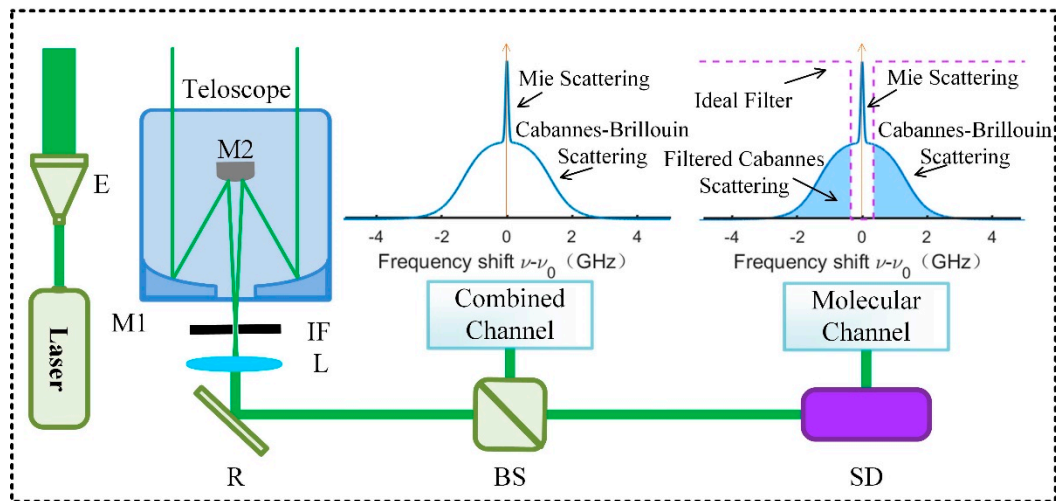 Teloscope
M2
E
Laser
M1
IF
L
R
BS
SD
Mie Scattering
Cabannes-Brillouin
Scattering
-4
-2
0
2
4
Frequency shift ν-ν₀（GHz）
Combined
Channel
Ideal Filter
Mie Scattering
Cabannes-Brillouin
Scattering
Filtered Cabannes
Scattering
-4
-2
0
2
4
Frequency shift ν-ν₀（GHz）
Molecular
Channel